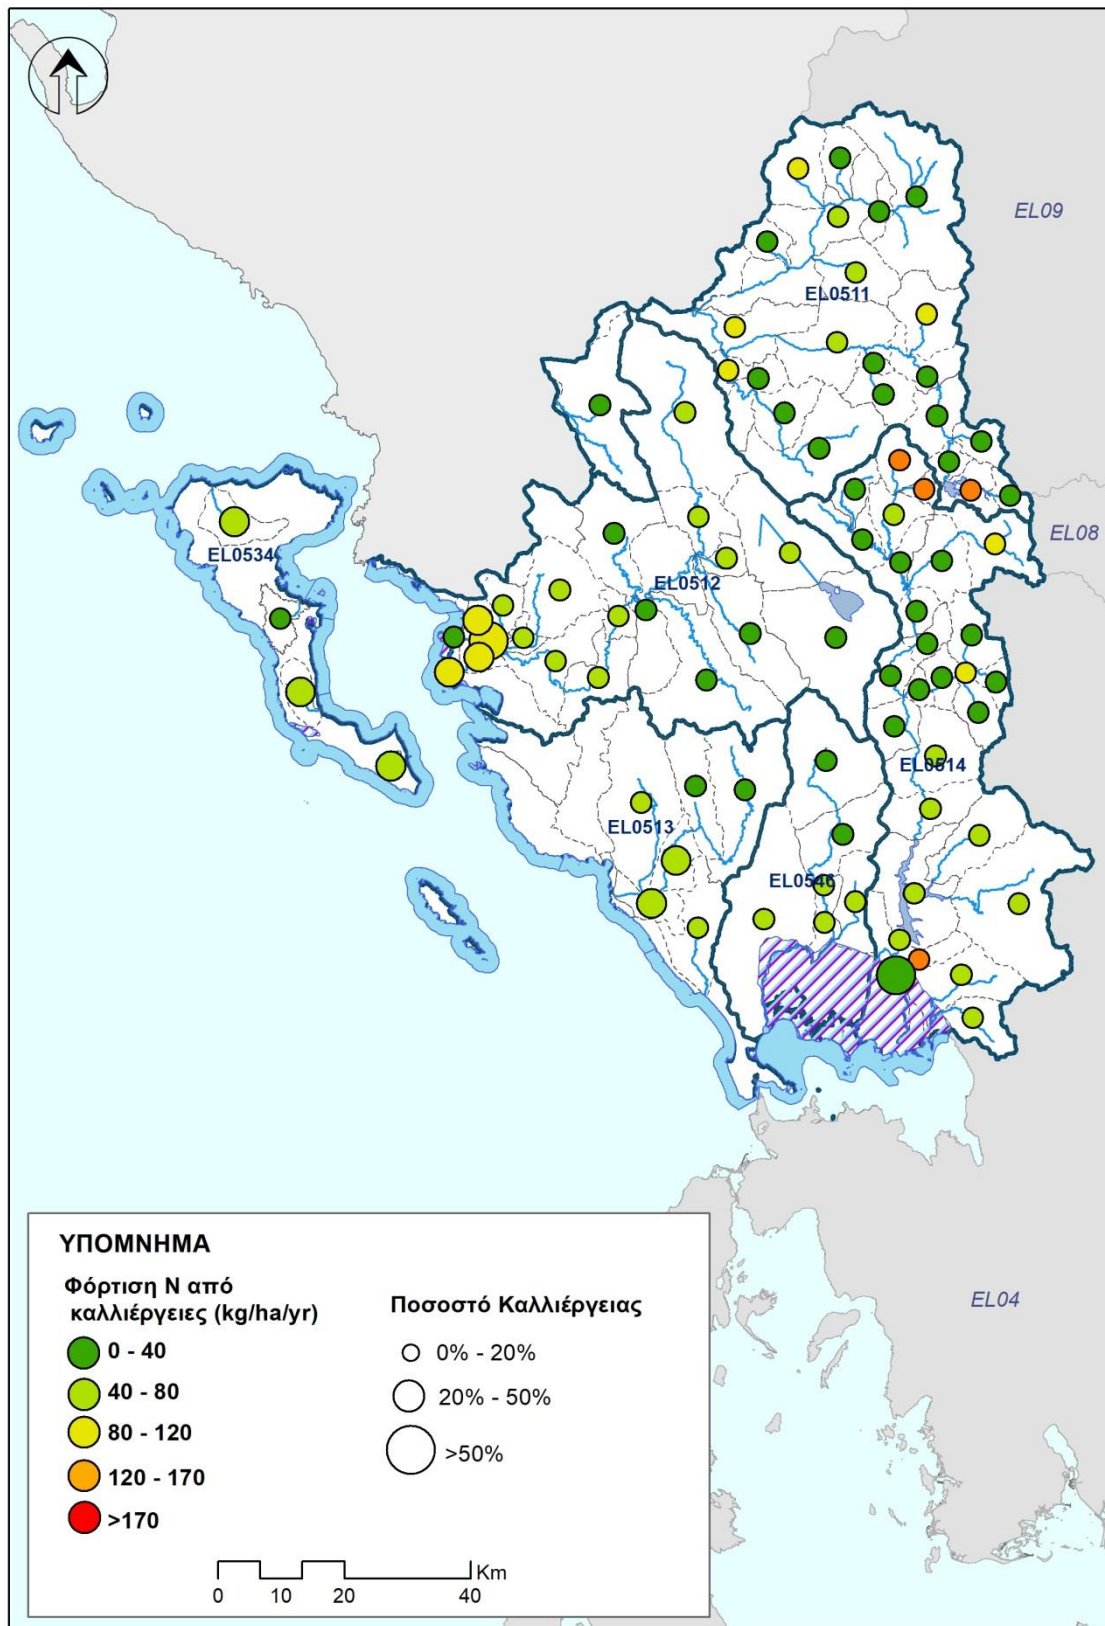 EL09
EL0511
EL08
EL0534
EL0512
EL0514
EL0513
EL0546
EL04
ΥΠΟΜΝΗΜΑ
Φόρτιση Ν από
καλλιέργειες (kg/ha/yr)
0 - 40
40 - 80
80 - 120
120 - 170
>170
Ποσοστό Καλλιέργειας
0% - 20%
20% - 50%
>50%
Km
0 10 20 40